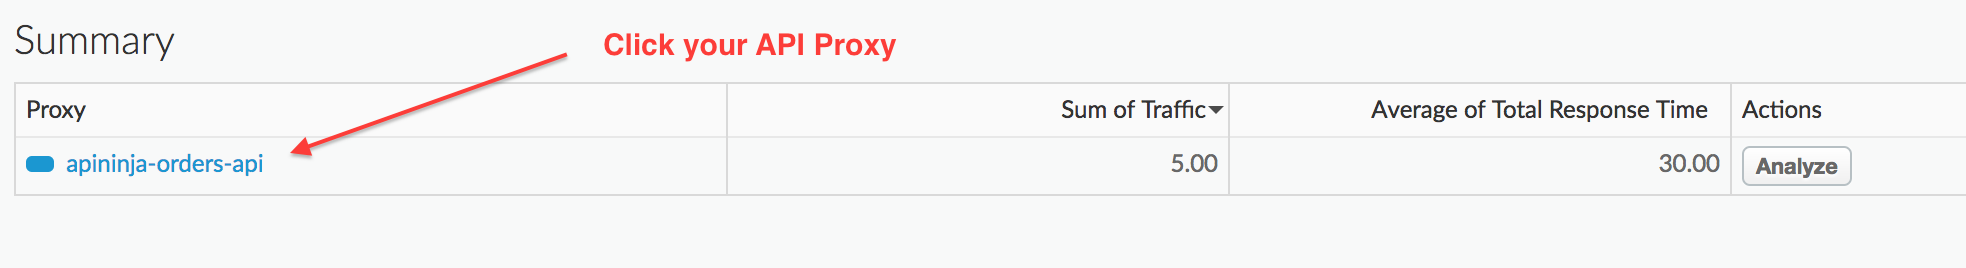 Summary
Click your API Proxy
Proxy Sum of Traffic Average of Total Response Time Actions
apininja-orders-api 5.00 30.00 Analyze